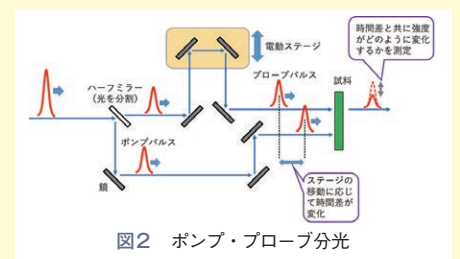 電動ステージ
時間差と共に強度
がどのように変化
するかを測定
ハーフミラー
(光を分割)
プローブパルス
試料
ポンプパルス
鏡
ステージの
移動に応じ
て時間差が
変化
図2 ポンプ・プローブ分光